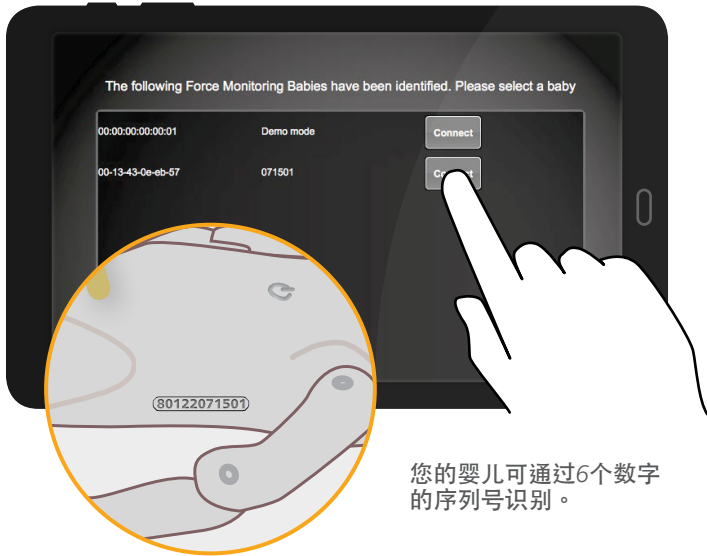 The following Force Monitoring Babies have been identified. Please select a baby
00:00:00:00:00:01 Demo mode Connect
00-13-43-0e-eb-57 071501
80122071501
您的婴儿可通过6个数字
的序列号识别。